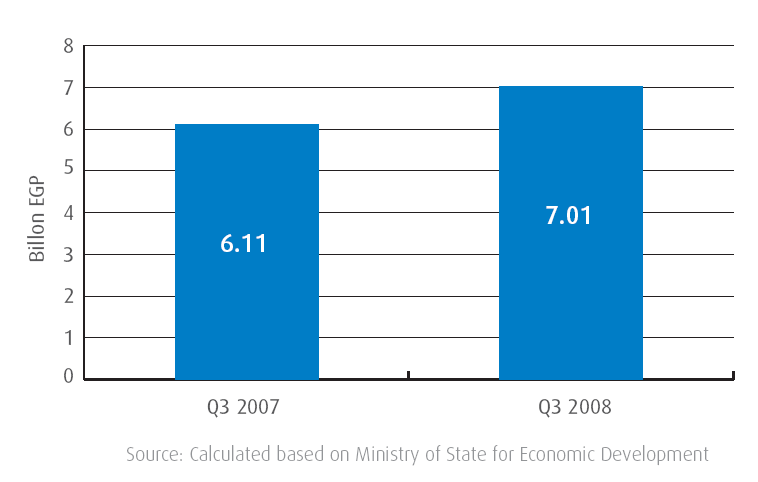 8
7
6
5
4
3
2
1
0
Billon EGP
6.11
7.01
Q3 2007
Q3 2008
Source: Calculated based on Ministry of State for Economic Development